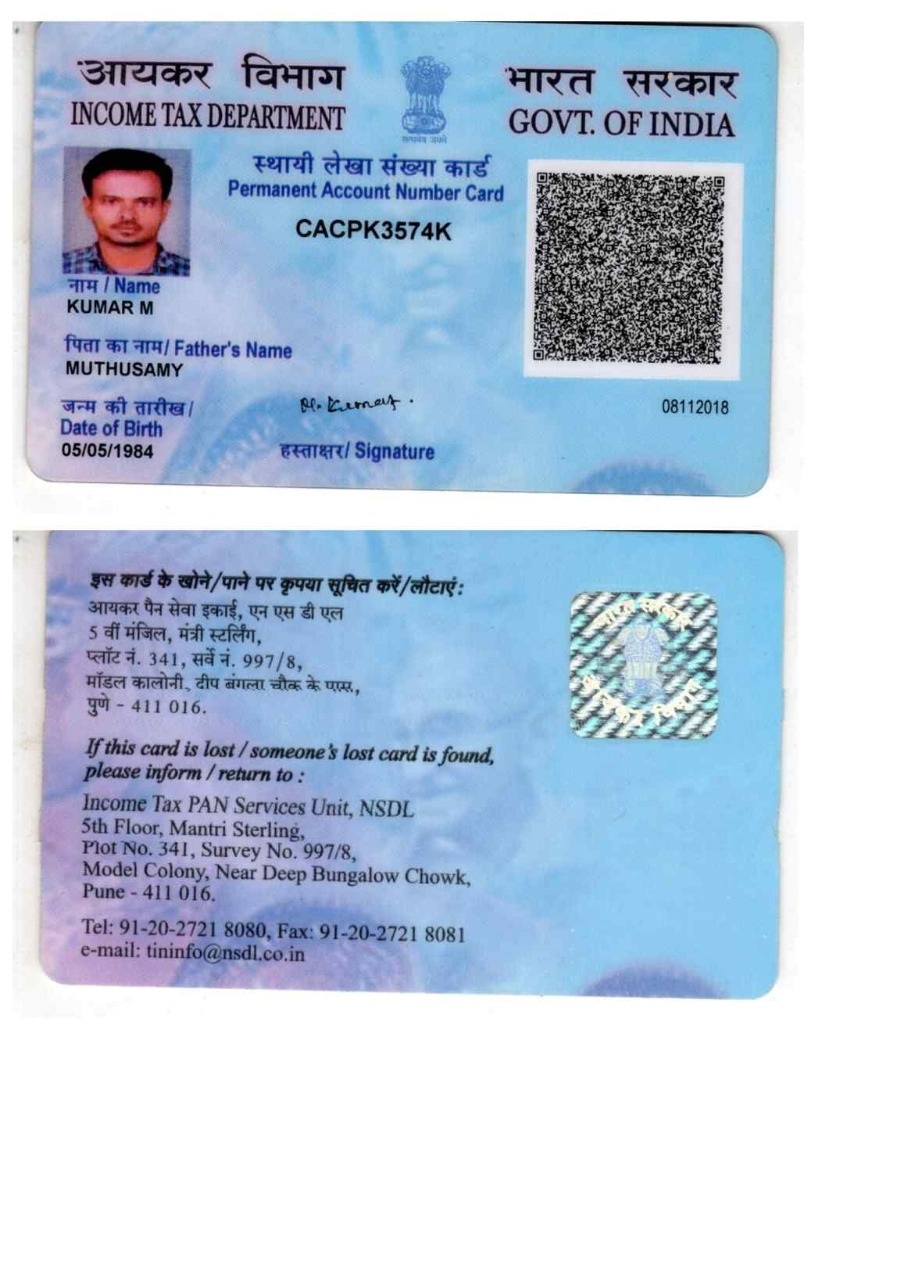 आयकर विभाग
INCOME TAX DEPARTMENT
सत्यमेव जयते
भारत सरकार
GOVT. OF INDIA
स्थायी लेखा संख्या कार्ड
Permanent Account Number Card
CACPK3574K
नाम / Name
KUMAR M
पिता का नाम/ Father's Name
MUTHUSAMY
जन्म की तारीख/
Date of Birth
05/05/1984
M. Kumar.
हस्ताक्षर/ Signature
08112018
इस कार्ड के खोने/पाने पर कृपया सूचित करें/लौटाएं:
आयकर पैन सेवा इकाई, एन एस डी एल
5 वीं मंजिल, मंत्री स्टर्लिंग,
प्लॉट नं. 341, सर्वे नं. 997/8,
मॉडल कालोनी, दीप बंगला चौक के पास,
पुणे - 411 016.
If this card is lost / someone's lost card is found,
please inform / return to :
Income Tax PAN Services Unit, NSDL
5th Floor, Mantri Sterling,
Plot No. 341, Survey No. 997/8,
Model Colony, Near Deep Bungalow Chowk,
Pune - 411 016.
Tel: 91-20-2721 8080, Fax: 91-20-2721 8081
e-mail: tininfo@nsdl.co.in
भारत सरकार
आयकर विभाग